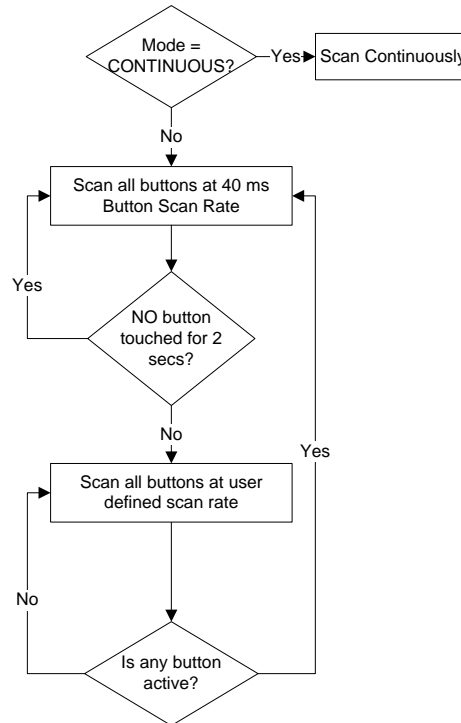 Mode =
CONTINUOUS?
Yes
Scan Continuously
No
Scan all buttons at 40 ms
Button Scan Rate
Yes
NO button
touched for 2
secs?
No
Yes
Scan all buttons at user
defined scan rate
No
Is any button
active?